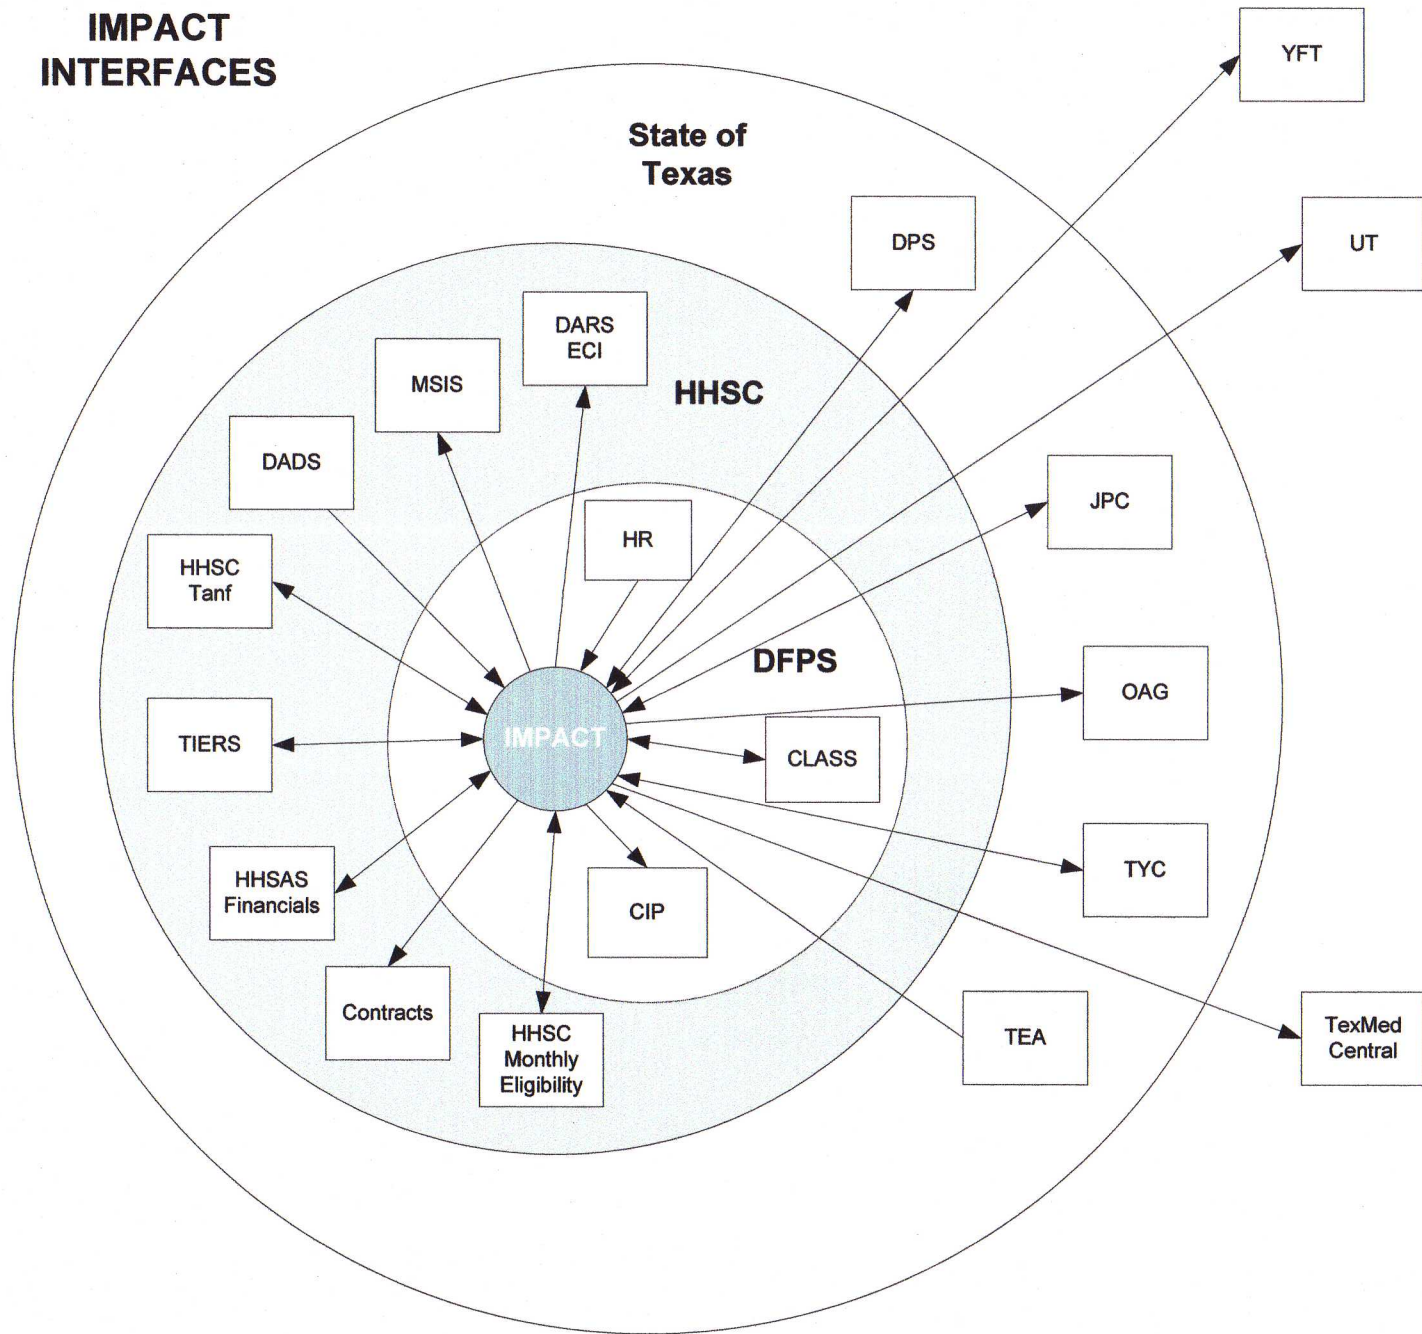 IMPACT
INTERFACES
YFT
State of
Texas
DPS
UT
DARS
ECI
MSIS
HHSC
DADS
JPC
HR
HHSC
Tanf
DFPS
OAG
IMPACT
TIERS
CLASS
HHSAS
Financials
TYC
CIP
Contracts
HHSC
Monthly
Eligibility
TEA
TexMed
Central